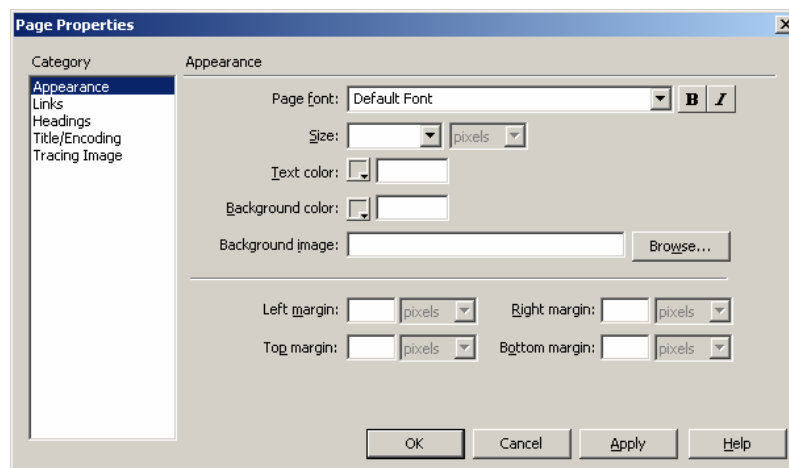 Page Properties
Category
Appearance
Links
Headings
Title/Encoding
Tracing Image
Appearance
Page font: Default Font B I
Size: pixels
Text color:
Background color:
Background image: Browse...
Left margin: pixels Right margin: pixels
Top margin: pixels Bottom margin: pixels
OK Cancel Apply Help